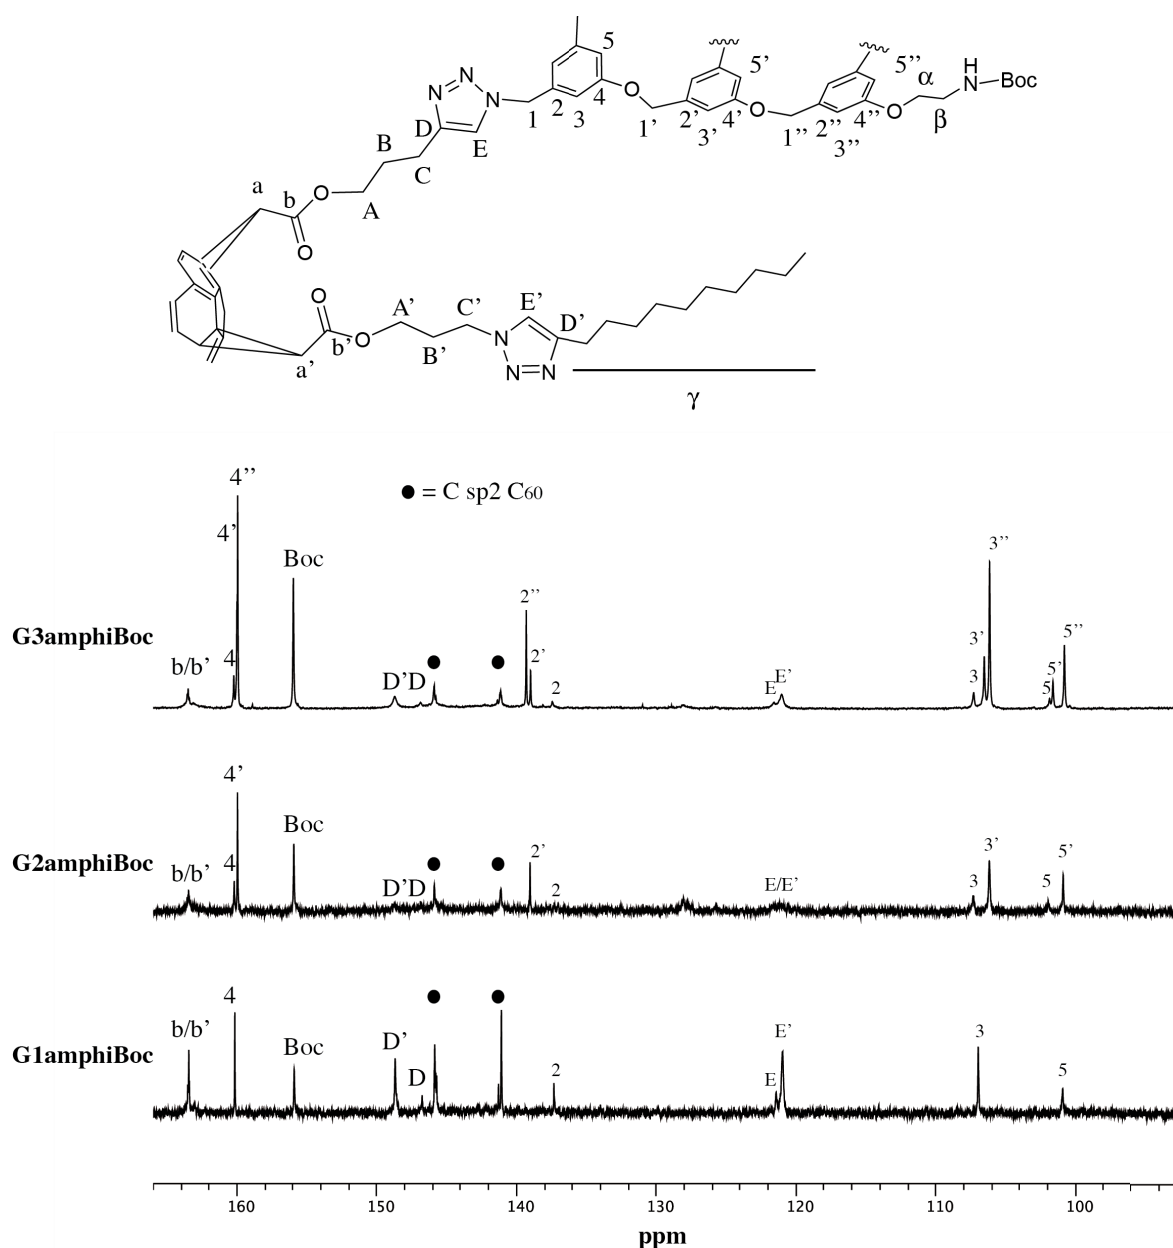 5
N
N
N
1
2
3
4
O
1'
2'
3'
4'
5'
O
1''
2''
3''
4''
5''
O
α
β
H
N
Boc
D
E
B
C
A
a
b
O
O
O
b'
O
a'
A'
B'
C'
E'
D'
N
N=N
γ
4''
● = C sp2 C60
4'
Boc
3''
2''
G3amphiBoc
b/b'
4
D'D
2'
2
E
E'
3
3'
5
5'
5''
4'
Boc
G2amphiBoc
b/b'
4
D'D
2'
2
E/E'
3
3'
5
5'
4
G1amphiBoc
b/b'
Boc
D'
D
2
E
E'
3
5
160 150 140 130 120 110 100
ppm